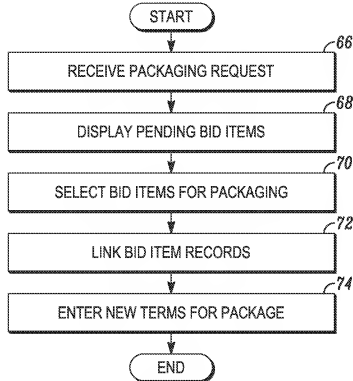 START
66
RECEIVE PACKAGING REQUEST
68
DISPLAY PENDING BID ITEMS
70
SELECT BID ITEMS FOR PACKAGING
72
LINK BID ITEM RECORDS
74
ENTER NEW TERMS FOR PACKAGE
END